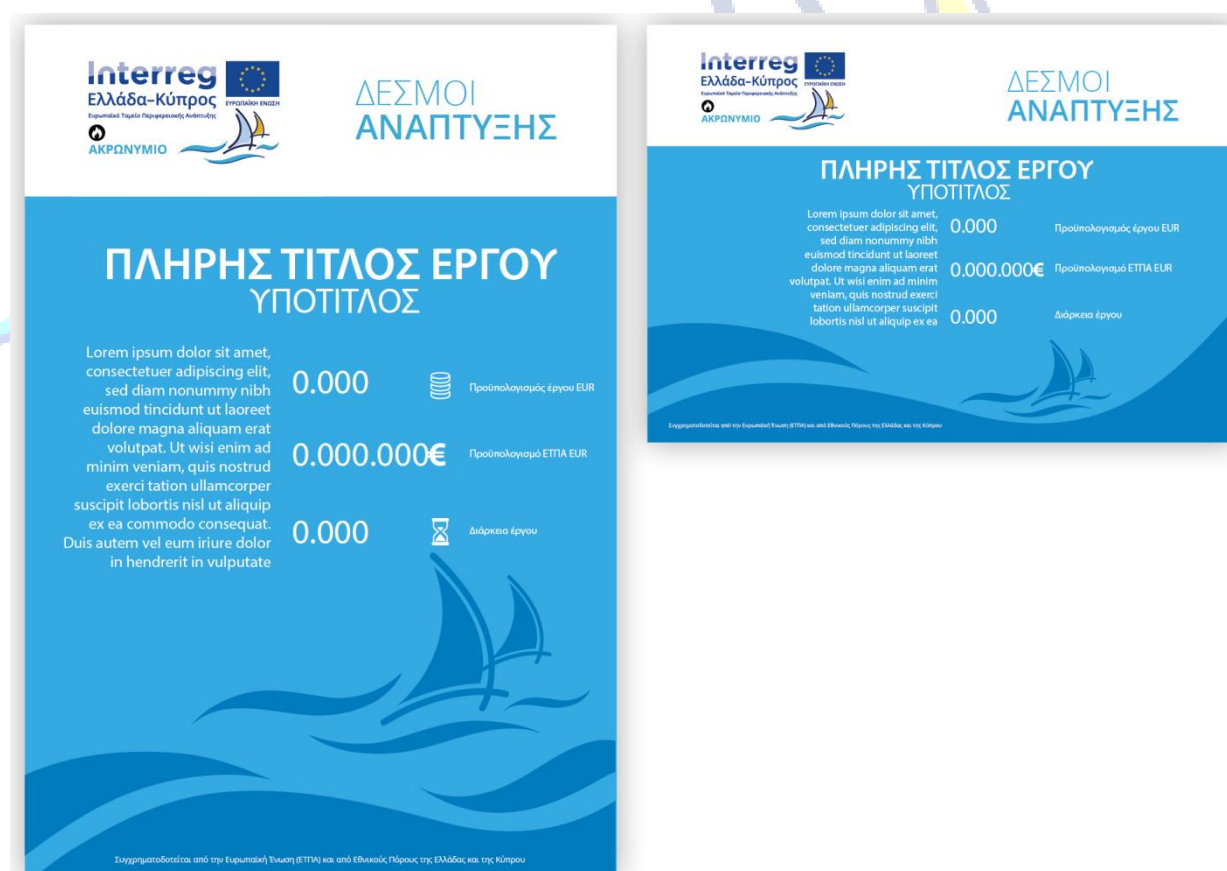 Interreg
Ελλάδα-Κύπρος
ΕΥΡΩΠΑΪΚΗ ΕΝΩΣΗ
Ευρωπαϊκό Ταμείο Περιφερειακής Ανάπτυξης
ΑΚΡΩΝΥΜΙΟ
ΔΕΣΜΟΙ
ΑΝΑΠΤΥΞΗΣ
ΠΛΗΡΗΣ ΤΙΤΛΟΣ ΕΡΓΟΥ
ΥΠΟΤΙΤΛΟΣ
Lorem ipsum dolor sit amet,
consectetuer adipiscing elit,
sed diam nonummy nibh
euismod tincidunt ut laoreet
dolore magna aliquam erat
volutpat. Ut wisi enim ad
minim veniam, quis nostrud
exerci tation ullamcorper
suscipit lobortis nisl ut aliquip
ex ea commodo consequat.
Duis autem vel eum iriure dolor
in hendrerit in vulputate
0.000 Προϋπολογισμός έργου EUR
0.000.000€ Προϋπολογισμό ΕΤΠΑ EUR
0.000 Διάρκεια έργου
Συγχρηματοδοτείται από την Ευρωπαϊκή Ένωση (ΕΤΠΑ) και από Εθνικούς Πόρους της Ελλάδας και της Κύπρου
Interreg
Ελλάδα-Κύπρος
ΕΥΡΩΠΑΪΚΗ ΕΝΩΣΗ
Ευρωπαϊκό Ταμείο Περιφερειακής Ανάπτυξης
ΑΚΡΩΝΥΜΙΟ
ΔΕΣΜΟΙ
ΑΝΑΠΤΥΞΗΣ
ΠΛΗΡΗΣ ΤΙΤΛΟΣ ΕΡΓΟΥ
ΥΠΟΤΙΤΛΟΣ
Lorem ipsum dolor sit amet,
consectetuer adipiscing elit,
sed diam nonummy nibh
euismod tincidunt ut laoreet
dolore magna aliquam erat
volutpat. Ut wisi enim ad minim
veniam, quis nostrud exerci
tation ullamcorper suscipit
lobortis nisl ut aliquip ex ea
0.000 Προϋπολογισμός έργου EUR
0.000.000€ Προϋπολογισμό ΕΤΠΑ EUR
0.000 Διάρκεια έργου
Συγχρηματοδοτείται από την Ευρωπαϊκή Ένωση (ΕΤΠΑ) και από Εθνικούς Πόρους της Ελλάδας και της Κύπρου